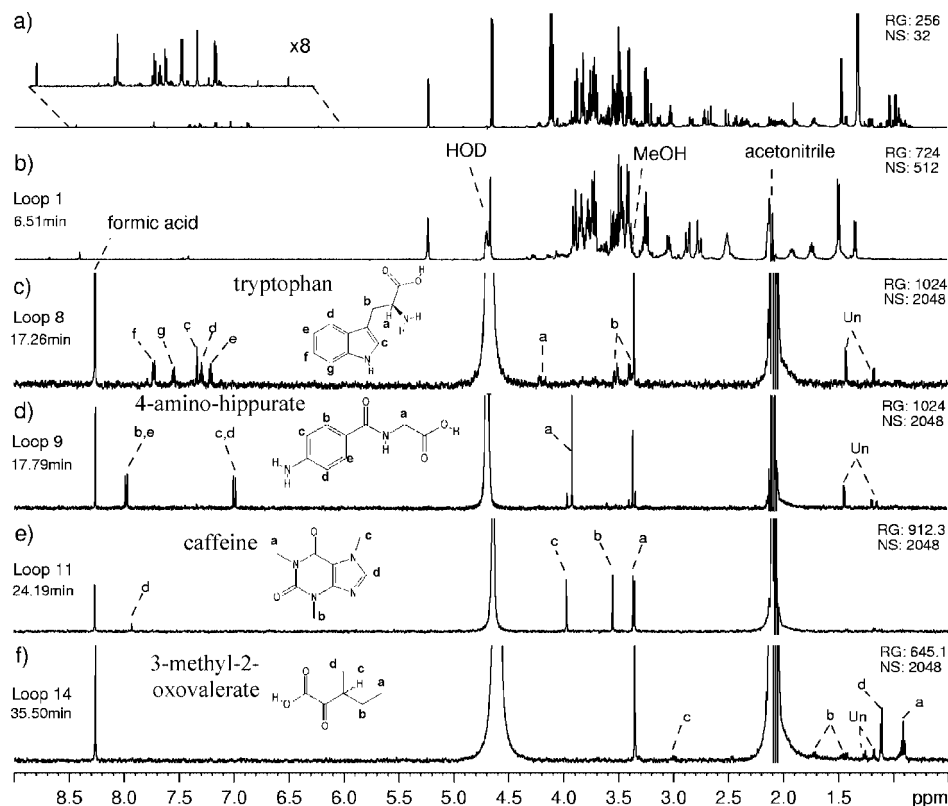 a)
x8
RG: 256
NS: 32
b)
Loop 1
6.51min
HOD
MeOH
acetonitrile
RG: 724
NS: 512
formic acid
c)
Loop 8
17.26min
tryptophan
f g c d e
a b
Un
RG: 1024
NS: 2048
O O H
b
H a N H
d e f g c
N H
d)
Loop 9
17.79min
4-amino-hippurate
b,e
c,d
a
Un
RG: 1024
NS: 2048
b O a
c N H O O H
H N H d e
e)
Loop 11
24.19min
caffeine
d
c b a
RG: 912.3
NS: 2048
a O c
N N d
O N N
b
f)
Loop 14
35.50min
3-methyl-2-
oxovalerate
c
b Un d a
RG: 645.1
NS: 2048
O d c a
H O H
O b
8.5 8.0 7.5 7.0 6.5 6.0 5.5 5.0 4.5 4.0 3.5 3.0 2.5 2.0 1.5 ppm